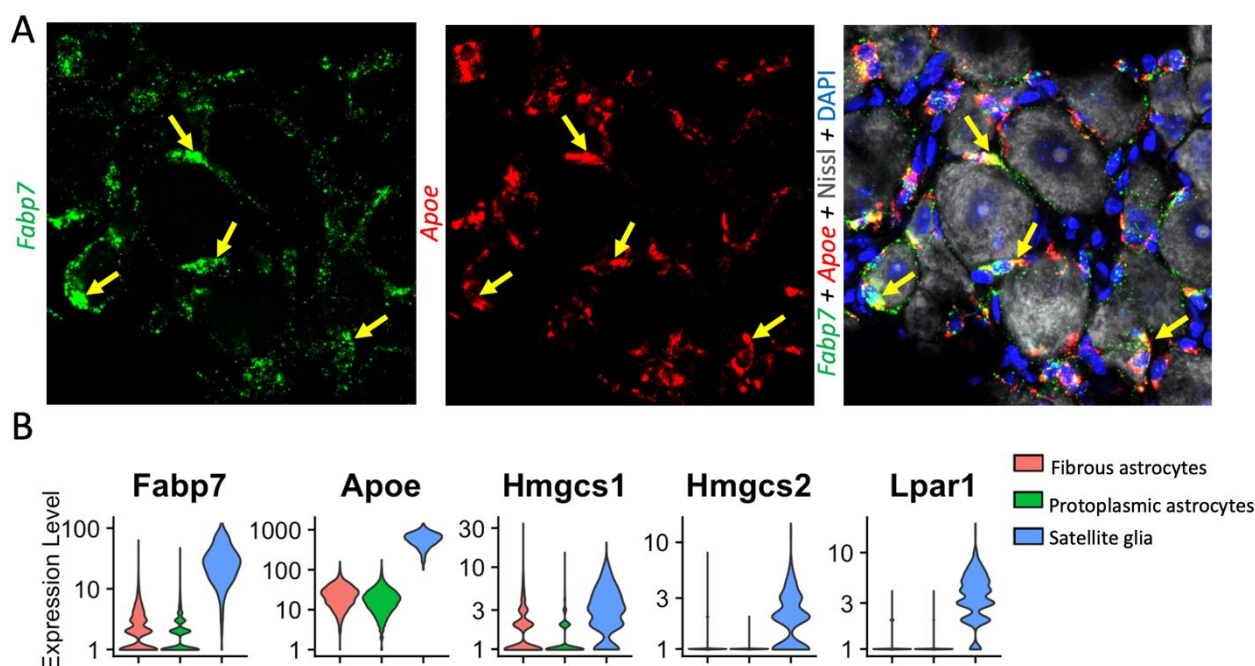 A
Fabp7
Apoe
Fabp7 + Apoe + Nissl + DAPI
B
Fabp7
Apoe
Hmgcs1
Hmgcs2
Lpar1
Expression Level
100
10
1
1000
100
10
1
30
10
3
1
10
3
1
10
3
1
Fibrous astrocytes
Protoplasmic astrocytes
Satellite glia